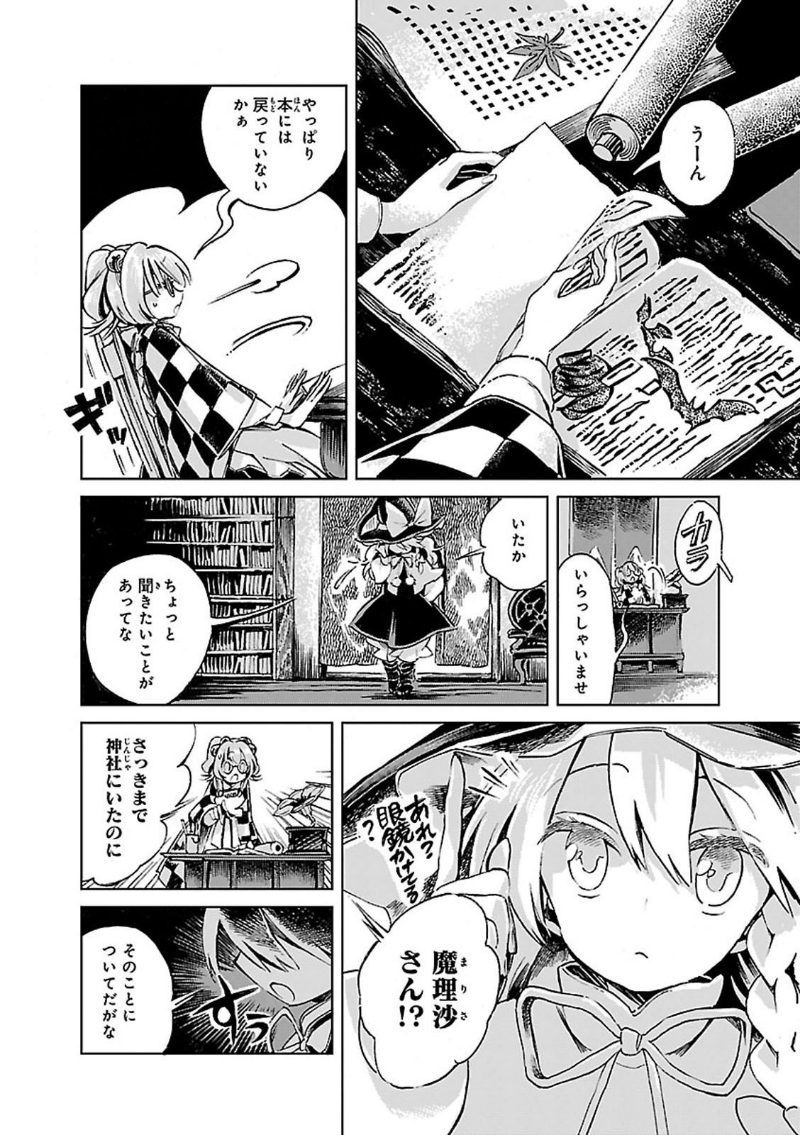 うーん
やっぱり
本には
戻っていない
かぁ
ギッ
カラ
いらっしゃいませ
いたか
ちょっと
聞きたいことが
あってな
あれ？
眼鏡かけてる
？
魔理沙
さん！？
さっきまで
神社にいたのに
そのことに
ついてだがな
すぅ